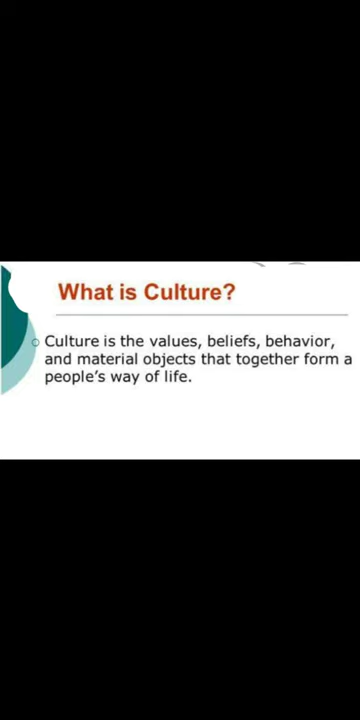 What is Culture?
Culture is the values, beliefs, behavior,
and material objects that together form a
people's way of life.